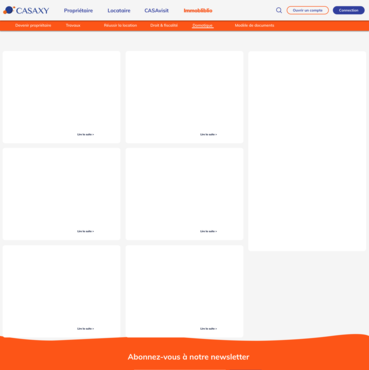 CASAXY
Propriétaire Locataire CASAvisit Immobiblio Ouvrir un compte Connexion
Devenir propriétaire Travaux Réussir la location Droit & fiscalité Domotique Modèle de documents
Lire la suite » Lire la suite »
Lire la suite » Lire la suite »
Lire la suite » Lire la suite »
Abonnez-vous à notre newsletter